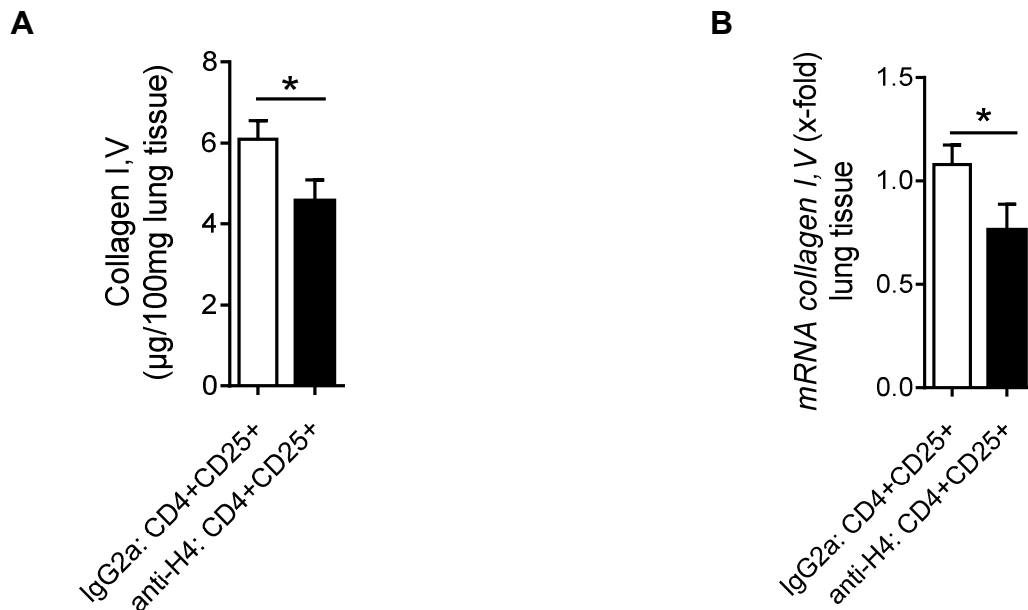 A
Collagen I,V
(µg/100mg lung tissue)
8
6
4
2
0
*
IgG2a: CD4+CD25+
anti-H4: CD4+CD25+
B
mRNA collagen I,V (x-fold)
lung tissue
1.5
1.0
0.5
0.0
*
IgG2a: CD4+CD25+
anti-H4: CD4+CD25+